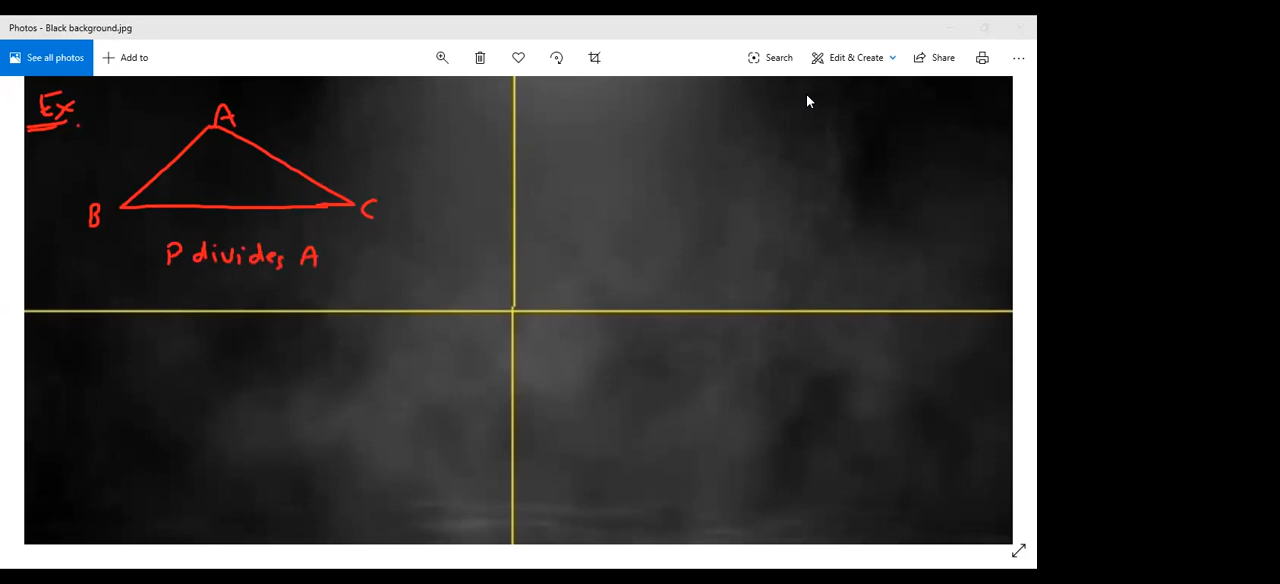 Photos - Black background.jpg
See all photos
Add to
Search
Edit & Create
Share
Ex.
A
B
C
P divides A